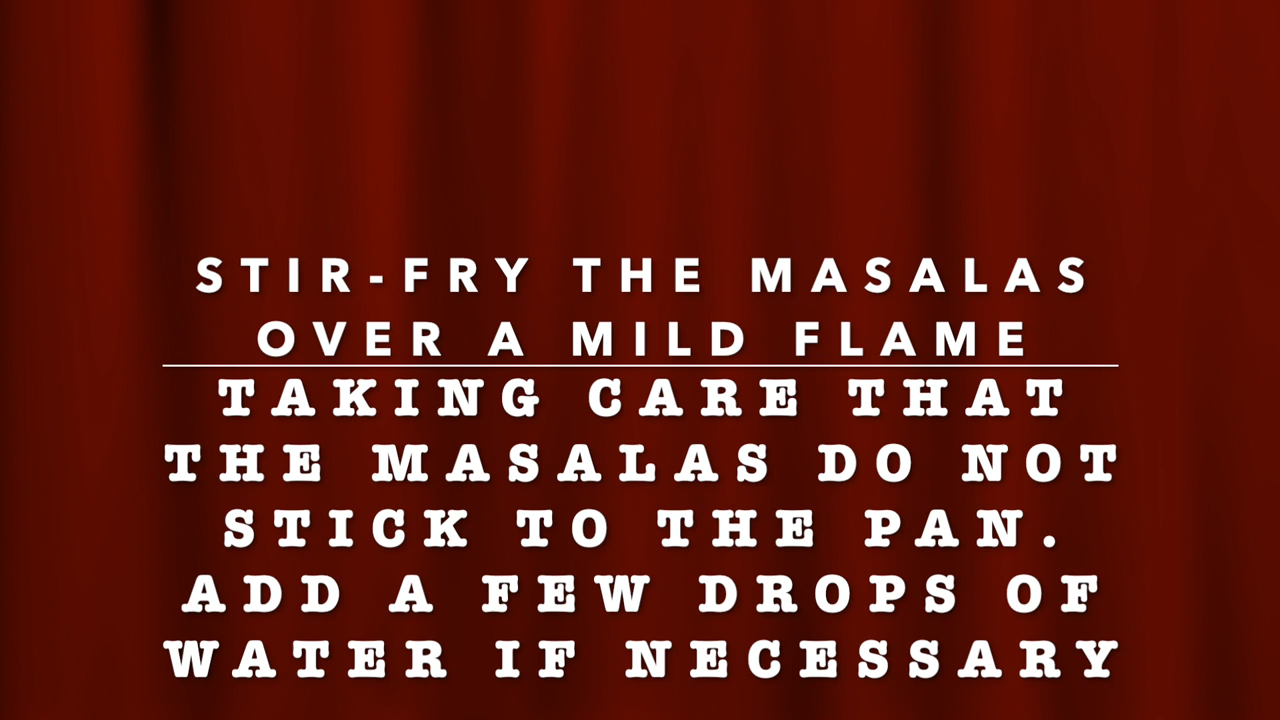 STIR-FRY THE MASALAS
OVER A MILD FLAME
TAKING CARE THAT
THE MASALAS DO NOT
STICK TO THE PAN.
ADD A FEW DROPS OF
WATER IF NECESSARY